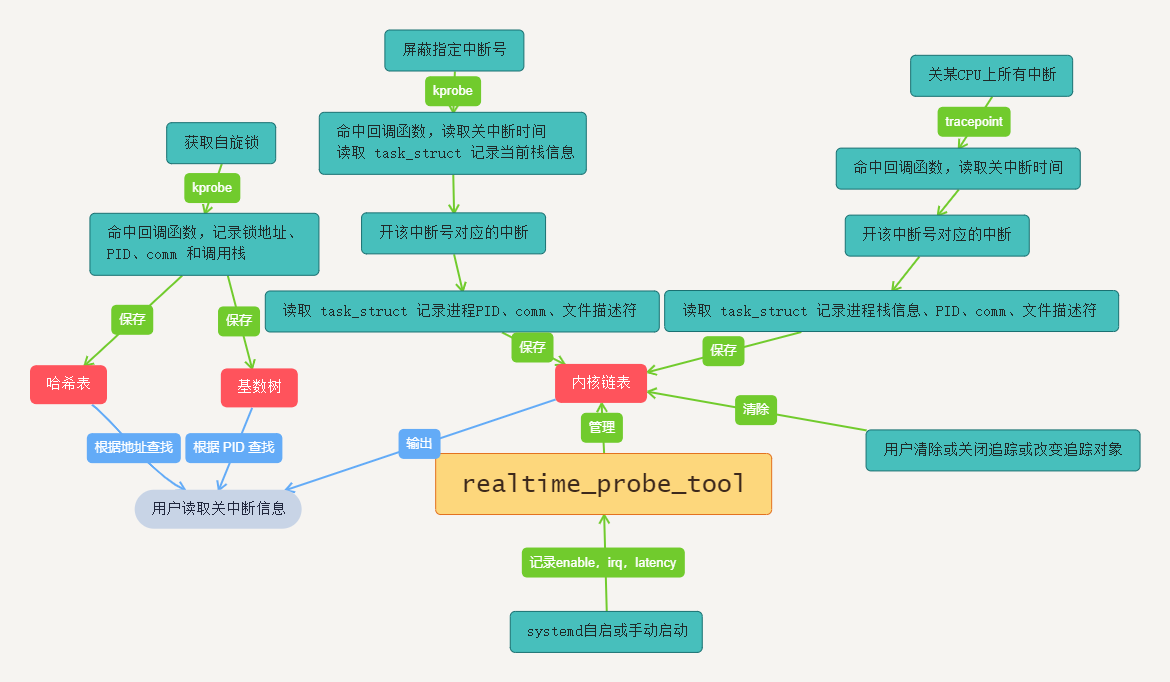 屏蔽指定中断号
kprobe
命中回调函数，读取关中断时间
读取 task_struct 记录当前栈信息
开该中断号对应的中断
读取 task_struct 记录进程PID、comm、文件描述符
保存
关某CPU上所有中断
tracepoint
命中回调函数，读取关中断时间
开该中断号对应的中断
读取 task_struct 记录进程栈信息、PID、comm、文件描述符
保存
获取自旋锁
kprobe
命中回调函数，记录锁地址、
PID、comm 和调用栈
保存
保存
哈希表
基数树
内核链表
根据地址查找
根据 PID 查找
输出
管理
清除
用户清除或关闭追踪或改变追踪对象
用户读取关中断信息
realtime_probe_tool
记录enable，irq，latency
systemd自启或手动启动